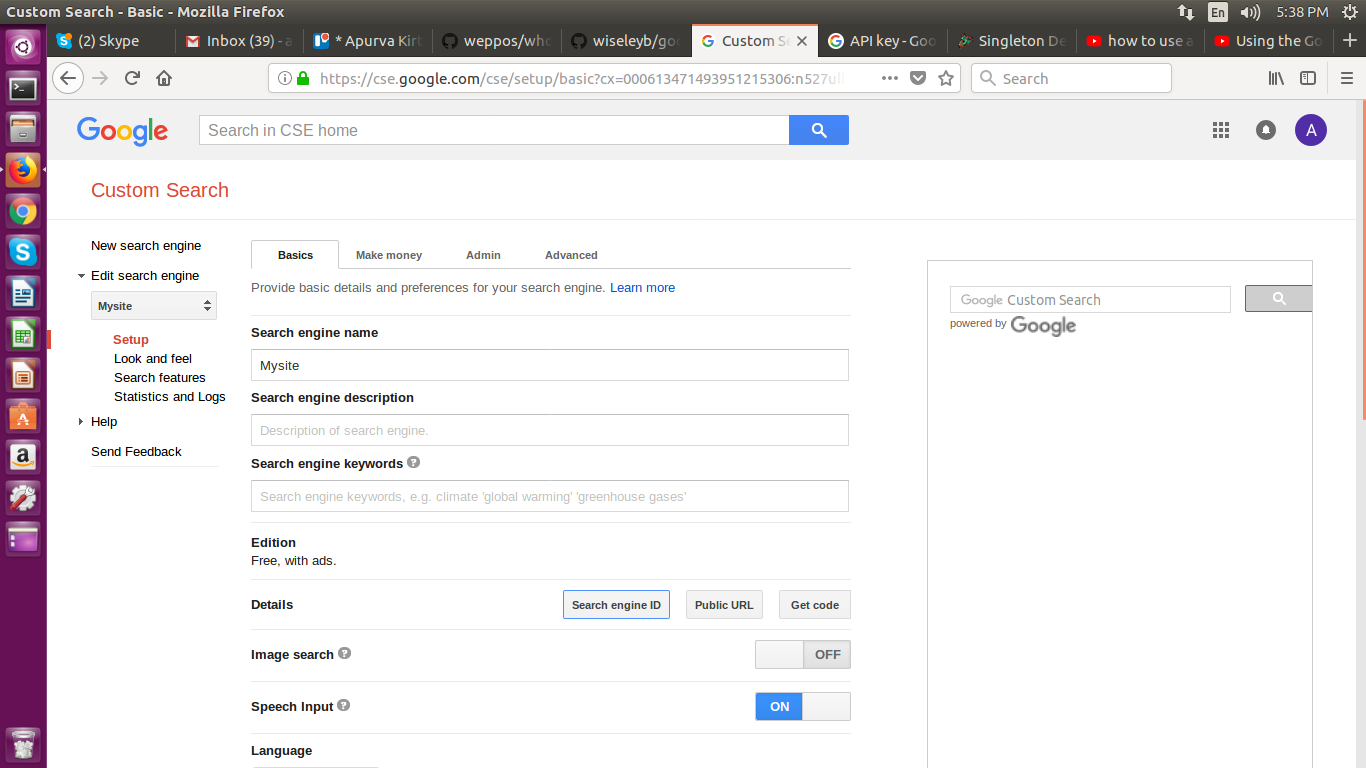 Custom Search - Basic - Mozilla Firefox
En
5:38 PM
(2) Skype
Inbox (39) - a
* Apurva Kirt
weppos/who
wiseleyb/goo
Custom Se
API key - Goo
Singleton De
how to use a
Using the Go
https://cse.google.com/cse/setup/basic?cx=000613471493951215306:n527ull
Search
Google
Search in CSE home
A
Custom Search
New search engine
Edit search engine
Mysite
Setup
Look and feel
Search features
Statistics and Logs
Help
Send Feedback
Basics
Make money
Admin
Advanced
Provide basic details and preferences for your search engine. Learn more
Search engine name
Mysite
Search engine description
Description of search engine.
Search engine keywords
Search engine keywords, e.g. climate 'global warming' 'greenhouse gases'
Edition
Free, with ads.
Details
Search engine ID
Public URL
Get code
Image search
OFF
Speech Input
ON
Language
Google Custom Search
powered by Google